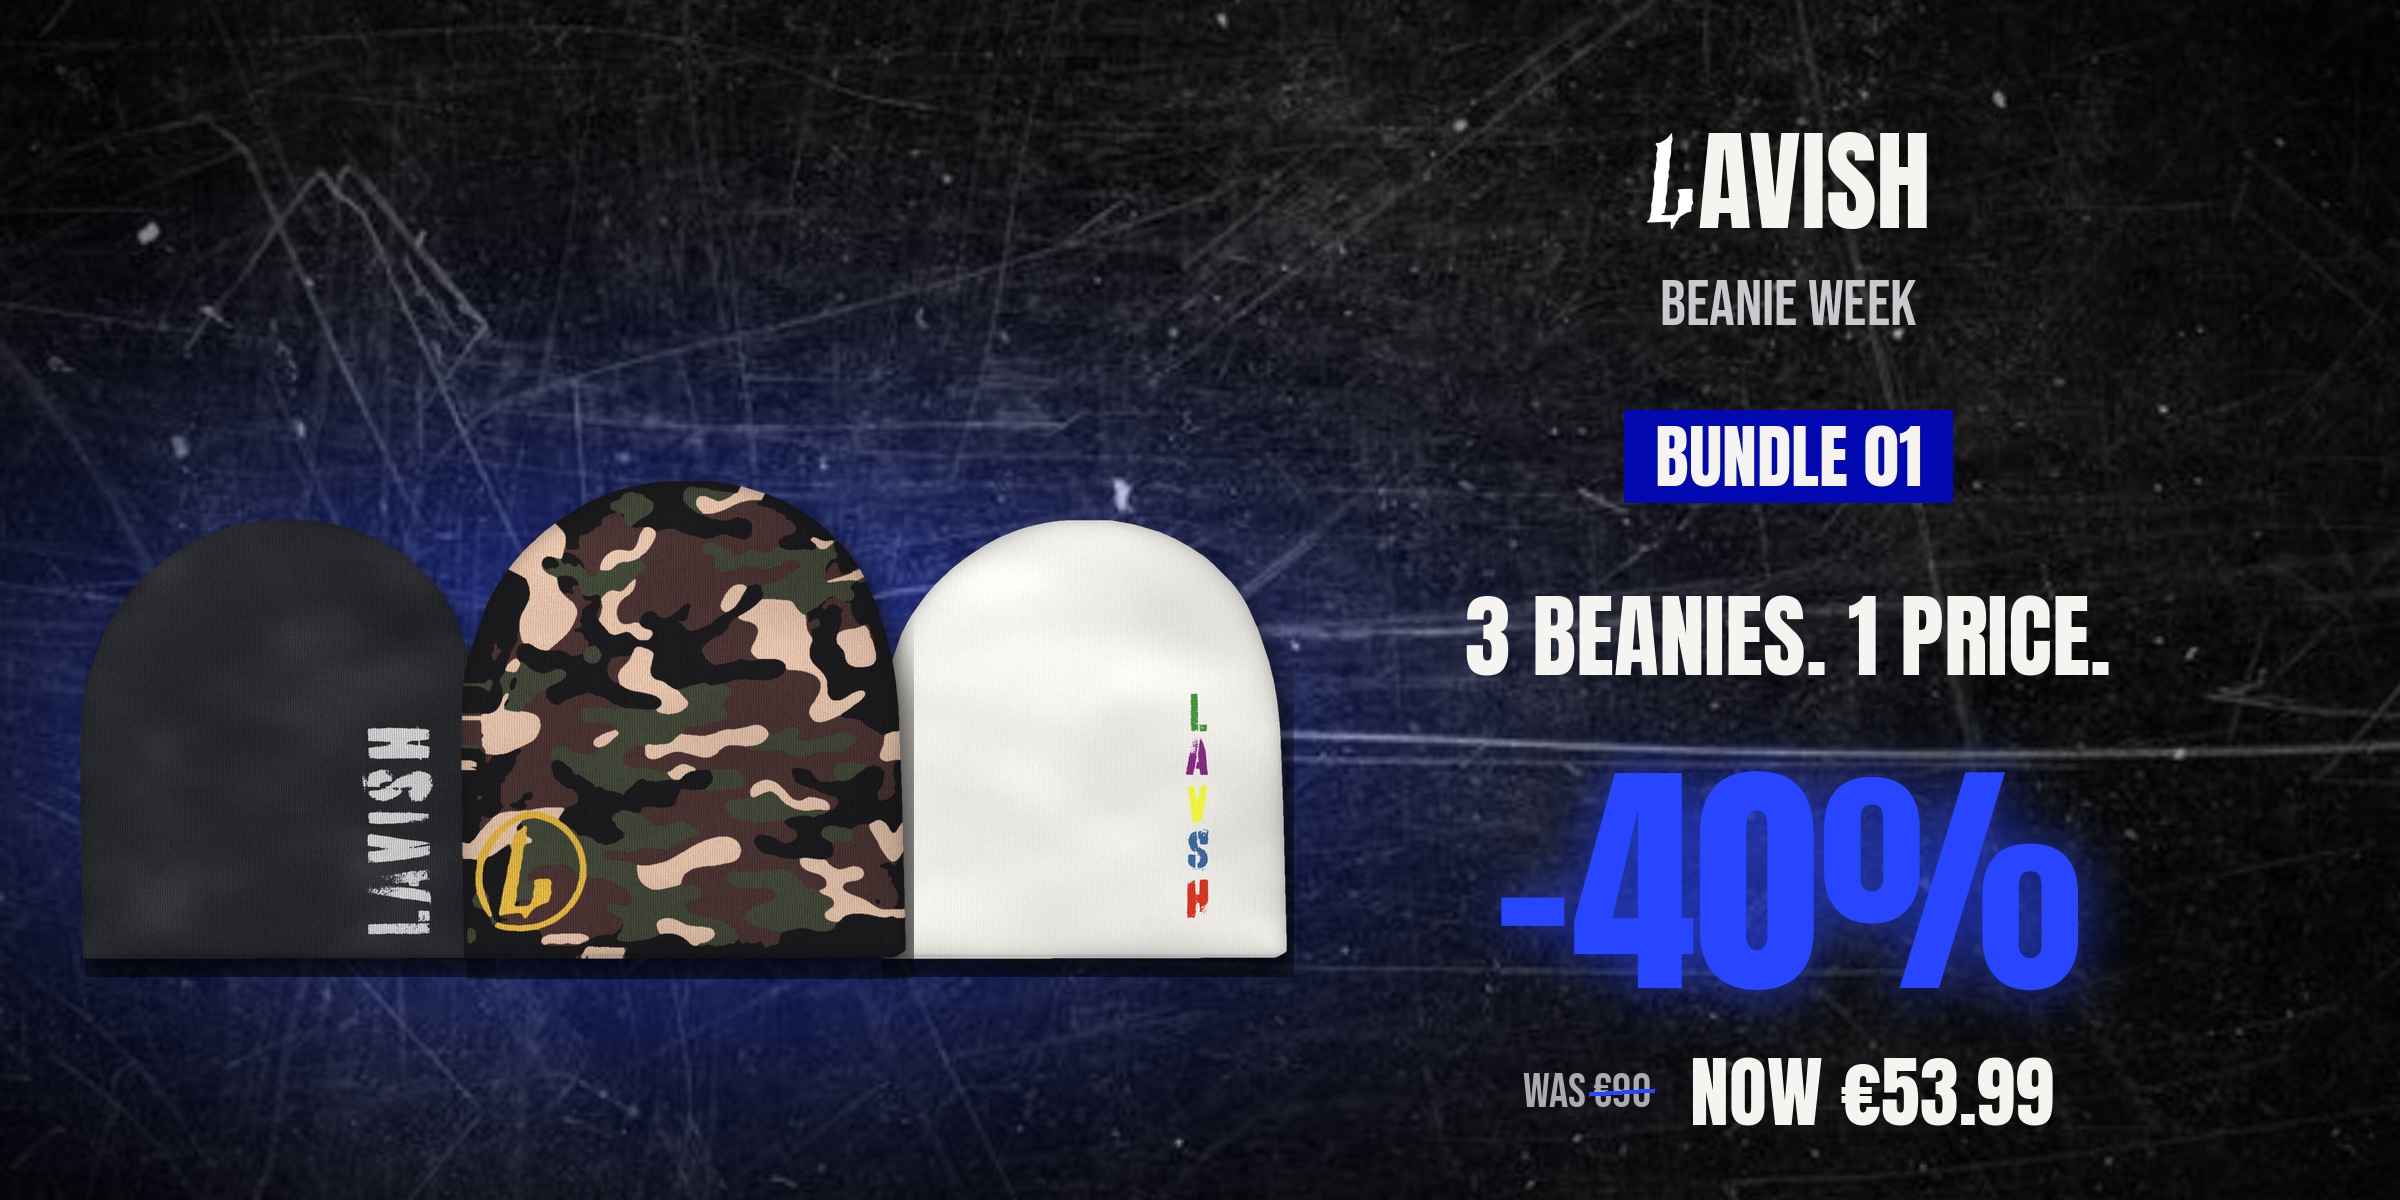 LAVISH
BEANIE WEEK
BUNDLE 01
3 BEANIES. 1 PRICE.
-40%
WAS €90 NOW €53.99
LAVISH
L
LAVSH